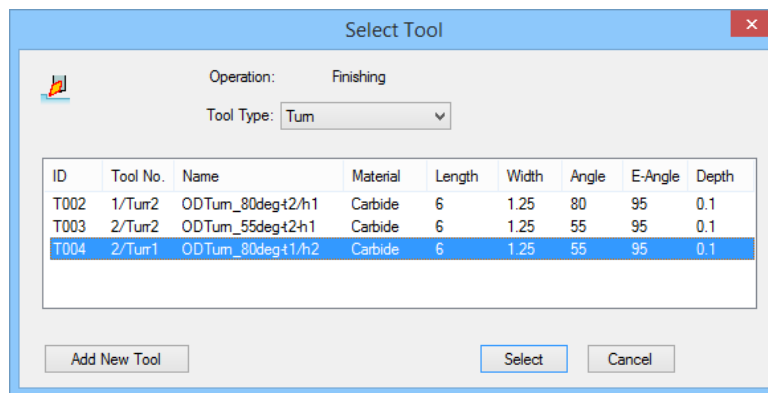 Select Tool
Operation: Finishing
Tool Type: Turn
ID Tool No. Name Material Length Width Angle E-Angle Depth
T002 1/Turr2 ODTurn_80deg-t2/h1 Carbide 6 1.25 80 95 0.1
T003 2/Turr2 ODTurn_55deg-t2-h1 Carbide 6 1.25 55 95 0.1
T004 2/Turr1 ODTurn_80deg-t1/h2 Carbide 6 1.25 55 95 0.1
Add New Tool Select Cancel